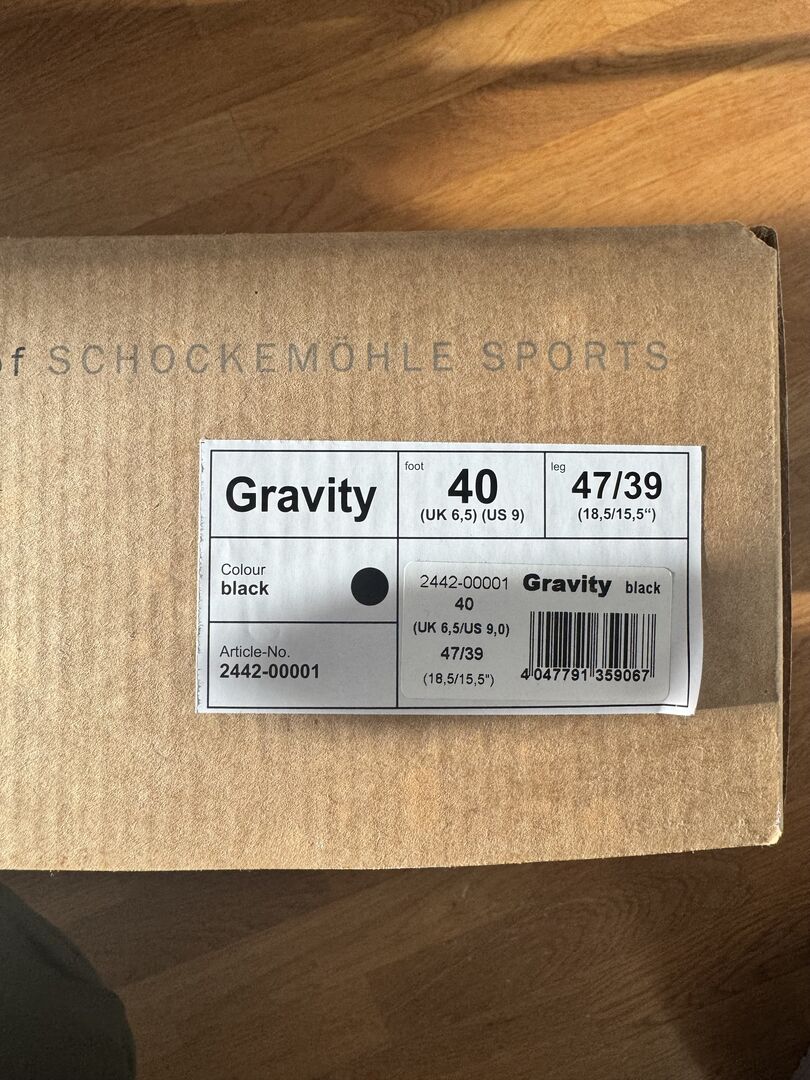 of SCHOCKEMÖHLE SPORTS
Gravity
foot
40
(UK 6,5) (US 9)
leg
47/39
(18,5/15,5“)
Colour
black
Article-No.
2442-00001
2442-00001 Gravity black
40
(UK 6,5/US 9,0)
47/39
(18,5/15,5")
4 047791 359067